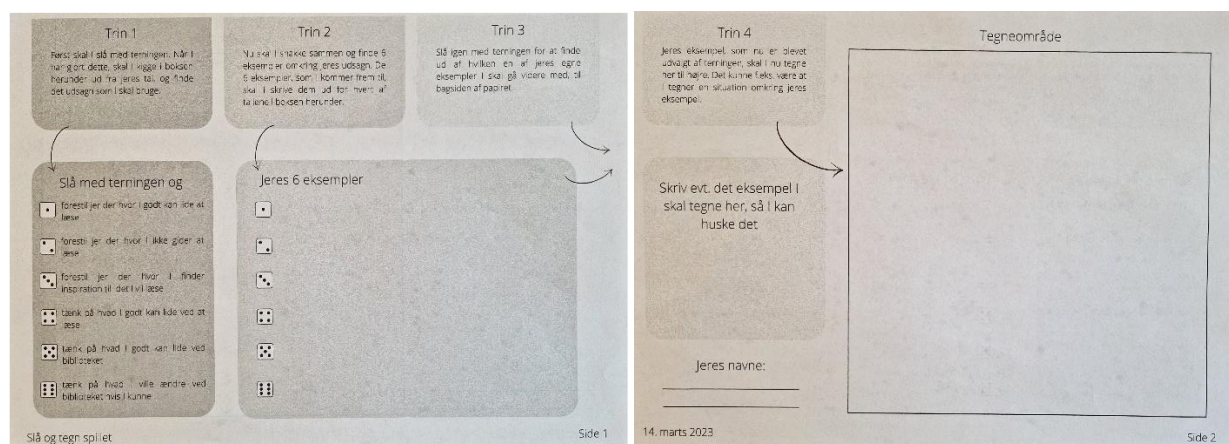 Trin 1
Først skal I slå med terningen. Når I
har gjort dette, skal I kigge i boksen
herunder ud fra jeres tal, og finde
det udsagn som I skal bruge.
Trin 2
Nu skal I snakke sammen og finde 6
eksempler omkring jeres udsagn. De
6 eksempler, som I kommer frem til,
skal I skrive dem ud for hvert af
tallene i boksen herunder.
Trin 3
Slå igen med terningen for at finde
ud af hvilken en af jeres egne
eksempler I skal gå videre med, til
bagsiden af papiret.
Slå med terningen og
forestil jer der hvor I godt kan lide at
læse
forestil jer der hvor I ikke gider at
læse
forestil jer der hvor I finder
inspiration til det I vil læse
tænk på hvad I godt kan lide ved at
læse
tænk på hvad I godt kan lide ved
biblioteket
tænk på hvad I ville ændre ved
biblioteket hvis I kunne
Jeres 6 eksempler
Slå og tegn spillet
Side 1
Trin 4
Jeres eksempel, som nu er blevet
udvalgt af terningen, skal I nu tegne
her til højre. Det kunne f.eks. være at
I tegner en situation omkring jeres
eksempel.
Skriv evt. det eksempel I
skal tegne her, så I kan
huske det
Jeres navne:
14. marts 2023
Tegneområde
Side 2